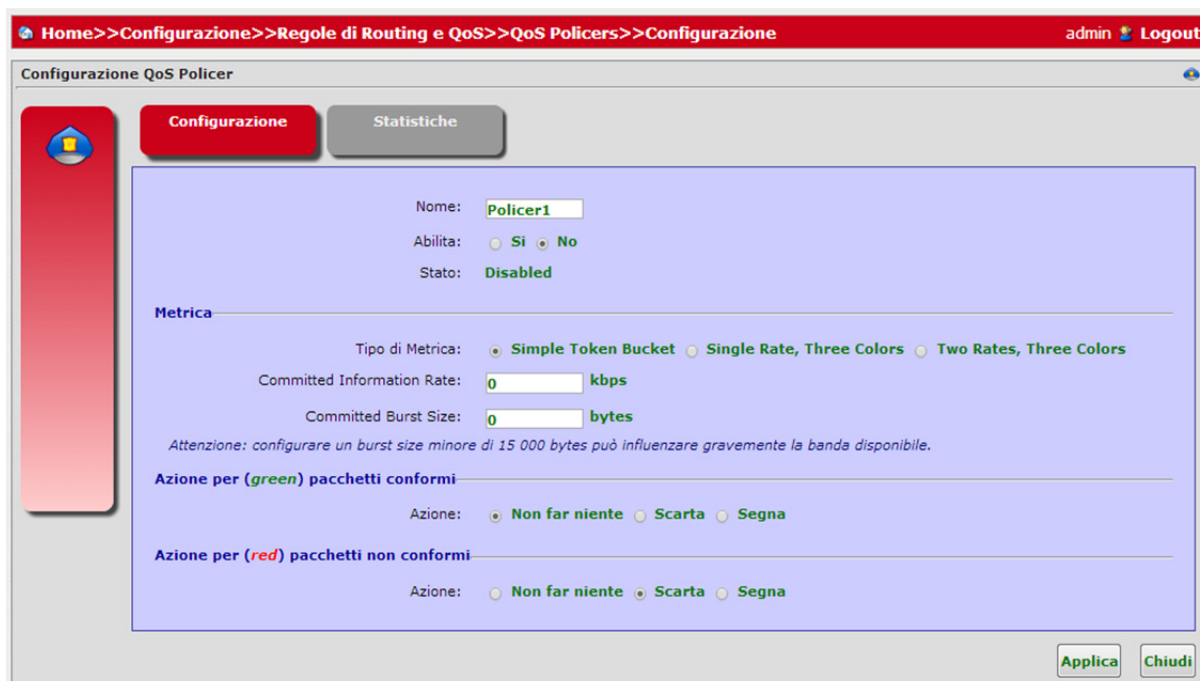 Home>>Configurazione>>Regole di Routing e QoS>>QoS Policers>>Configurazione admin Logout
Configurazione QoS Policer
Configurazione Statistiche
Nome: Policer1
Abilita: Si No
Stato: Disabled
Metrica
Tipo di Metrica: Simple Token Bucket Single Rate, Three Colors Two Rates, Three Colors
Committed Information Rate: 0 kbps
Committed Burst Size: 0 bytes
Attenzione: configurare un burst size minore di 15 000 bytes può influenzare gravemente la banda disponibile.
Azione per (green) pacchetti conformi
Azione: Non far niente Scarta Segna
Azione per (red) pacchetti non conformi
Azione: Non far niente Scarta Segna
Applica Chiudi